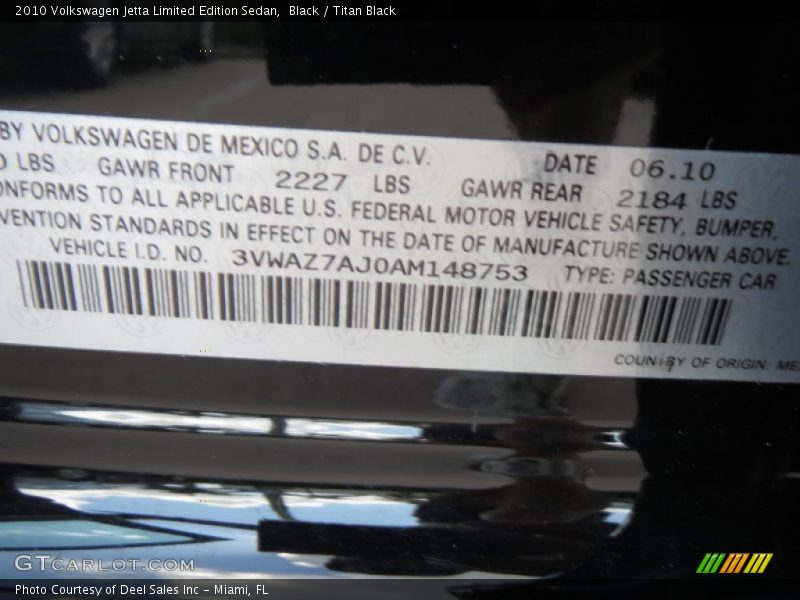 2010 Volkswagen Jetta Limited Edition Sedan, Black / Titan Black
BY VOLKSWAGEN DE MEXICO S.A. DE C.V. DATE 06.10
LBS GAWR FRONT 2227 LBS GAWR REAR 2184 LBS
ONFORMS TO ALL APPLICABLE U.S. FEDERAL MOTOR VEHICLE SAFETY, BUMPER,
VENTION STANDARDS IN EFFECT ON THE DATE OF MANUFACTURE SHOWN ABOVE.
VEHICLE I.D. NO. 3VWAZ7AJ0AM148753 TYPE: PASSENGER CAR
COUNTRY OF ORIGIN: ME
GTCARLOT.COM
Photo Courtesy of Deel Sales Inc - Miami, FL